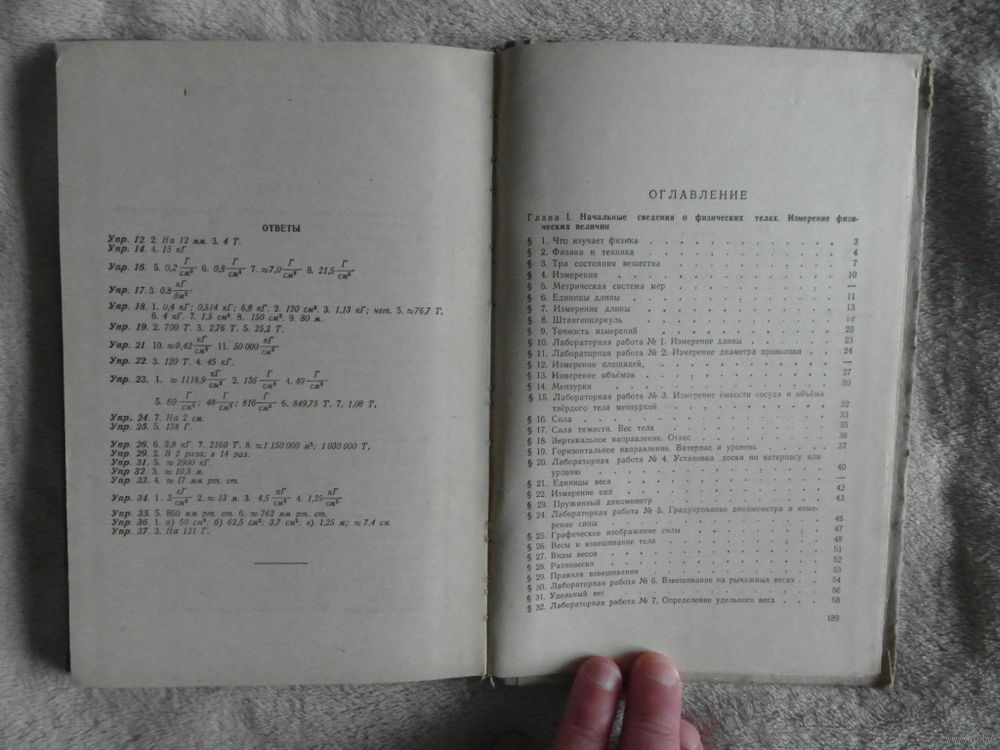 ОТВЕТЫ
Упр. 12. 2. На 12 мм. 3. 4 Т.
Упр. 14. 4. 15 кГ.
Упр. 16. 5. 0,2 Г/см³ 6. 0,8 Г/см³ 7. ≈7,0 Г/см³ 8. 21,5 Г/см³
Упр. 17. 3. 0,8 кГ/дм³
Упр. 18. 1. 0,4 кГ; 0,514 кГ; 6,8 кГ. 2. 120 см³. 3. 1,13 кГ; нет. 5. ≈76,7 Т.
6. 4 кГ. 7. 1,5 см³. 8. 150 см³. 9. 80 м.
Упр. 19. 2. 700 Т. 3. 2,76 Т. 5. 25,2 Т.
Упр. 21. 10. ≈0,42 кГ/см² 11. 50 000 кГ/см²
Упр. 22. 3. 120 Т. 4. 45 кГ.
Упр. 23. 1. ≈1118,9 кГ/см² 2. 136 Г/см² 4. 40 Г/см²
5. 60 Г/см²; 48 Г/см²; 816 Г/см² 6. 849,75 Т. 7. 1,08 Т.
Упр. 24. 7. На 2 см.
Упр. 25. 5. 158 Г.
Упр. 26. 6. 3,8 кГ. 7. 2160 Т. 8. ≈1 150 000 м³; 1 030 000 Т.
Упр. 29. 2. В 2 раза; в 14 раз.
Упр. 31. 5. ≈2900 кГ.
Упр. 32. 3. ≈ 10,3 м.
Упр. 33. 4. ≈ 17 мм рт. ст.
Упр. 34. 1. 3 кГ/см² 2. ≈ 13 м. 3. 4,5 кГ/см² 4. 1,25 кГ/см²
Упр. 35. 5. 860 мм рт. ст. 6. ≈762 мм рт. ст.
Упр. 36. 1. а) 50 см³; б) 62,5 см³; 3,7 см³; в) 1,25 м; ≈7,4 см
Упр. 37. 3. На 121 Г.
ОГЛАВЛЕНИЕ
Глава I. Начальные сведения о физических телах. Измерение физи-
ческих величин
§ 1. Что изучает физика . . . 3
§ 2. Физика и техника . . . 4
§ 3. Три состояния вещества . . . 7
§ 4. Измерения . . . 10
§ 5. Метрическая система мер . . . —
§ 6. Единицы длины . . . 11
§ 7. Измерение длины . . . 13
§ 8. Штангенциркуль . . .
§ 9. Точность измерений . . . 20
§ 10. Лабораторная работа № 1. Измерение длины . . . 23
§ 11. Лабораторная работа № 2. Измерение диаметра проволоки . . . 24
§ 12. Измерение площадей, . . . —
§ 13. Измерение объёмов . . . 27
§ 14. Мензурки . . . 30
§ 15. Лабораторная работа № 3. Измерение ёмкости сосуда и объёма
твёрдого тела мензуркой . . . 32
§ 16. Сила . . . 33
§ 17. Сила тяжести. Вес тела . . . 35
§ 18. Вертикальное направление. Отвес . . . 36
§ 19. Горизонтальное направление. Ватерпас и уровень . . . 37
§ 20. Лабораторная работа № 4. Установка доски по ватерпасу или
уровню . . . 40
§ 21. Единицы веса . . . —
§ 22. Измерение сил . . . 42
§ 23. Пружинный динамометр . . . 43
§ 24. Лабораторная работа № 5. Градуирование динамометра и изме-
рение силы . . . 46
§ 25. Графическое изображение силы . . . 47
§ 26. Весы и взвешивание тела . . . 48
§ 27. Виды весов . . . 51
§ 28. Разновески . . . 52
§ 29. Правила взвешивания . . . 53
§ 30. Лабораторная работа № 6. Взвешивание на рычажных весах . . . 54
§ 31. Удельный вес . . . 56
§ 32. Лабораторная работа № 7. Определение удельного веса . . . 58
189